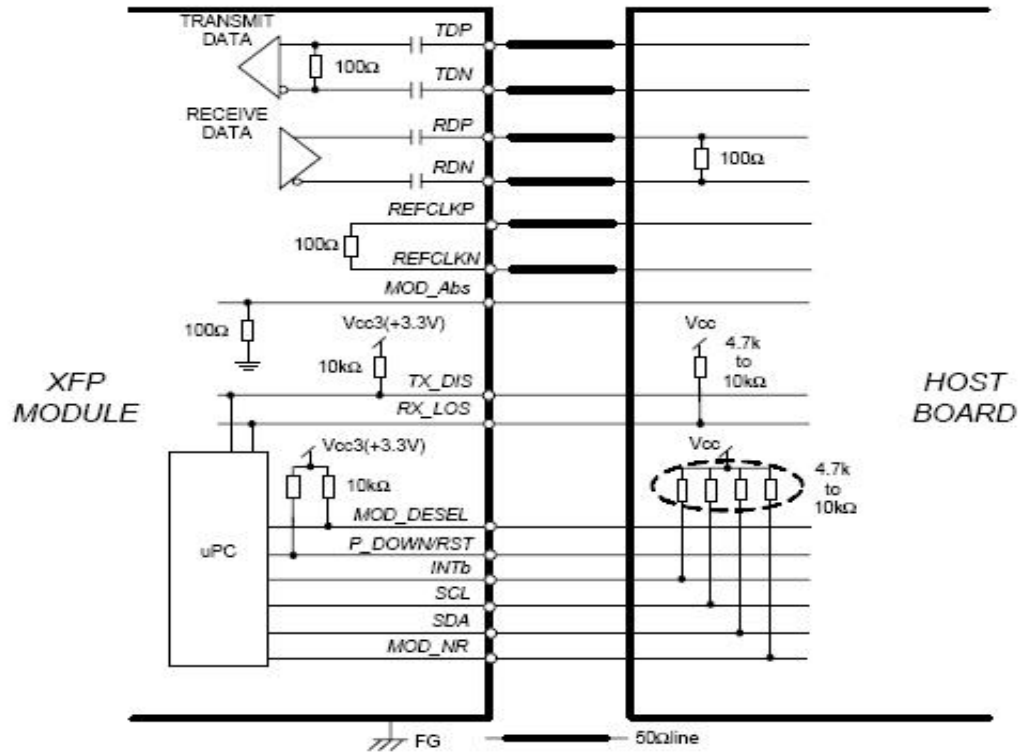 TRANSMIT
DATA
TDP
100Ω
TDN
RECEIVE
DATA
RDP
100Ω
RDN
REFCLKP
100Ω
REFCLKN
MOD_Abs
100Ω
Vcc3(+3.3V)
10kΩ
Vcc
4.7k
to
10kΩ
TX_DIS
RX_LOS
XFP
MODULE
HOST
BOARD
Vcc3(+3.3V)
10kΩ
Vcc
4.7k
to
10kΩ
MOD_DESEL
uPC
P_DOWN/RST
INTb
SCL
SDA
MOD_NR
FG
50Ωline